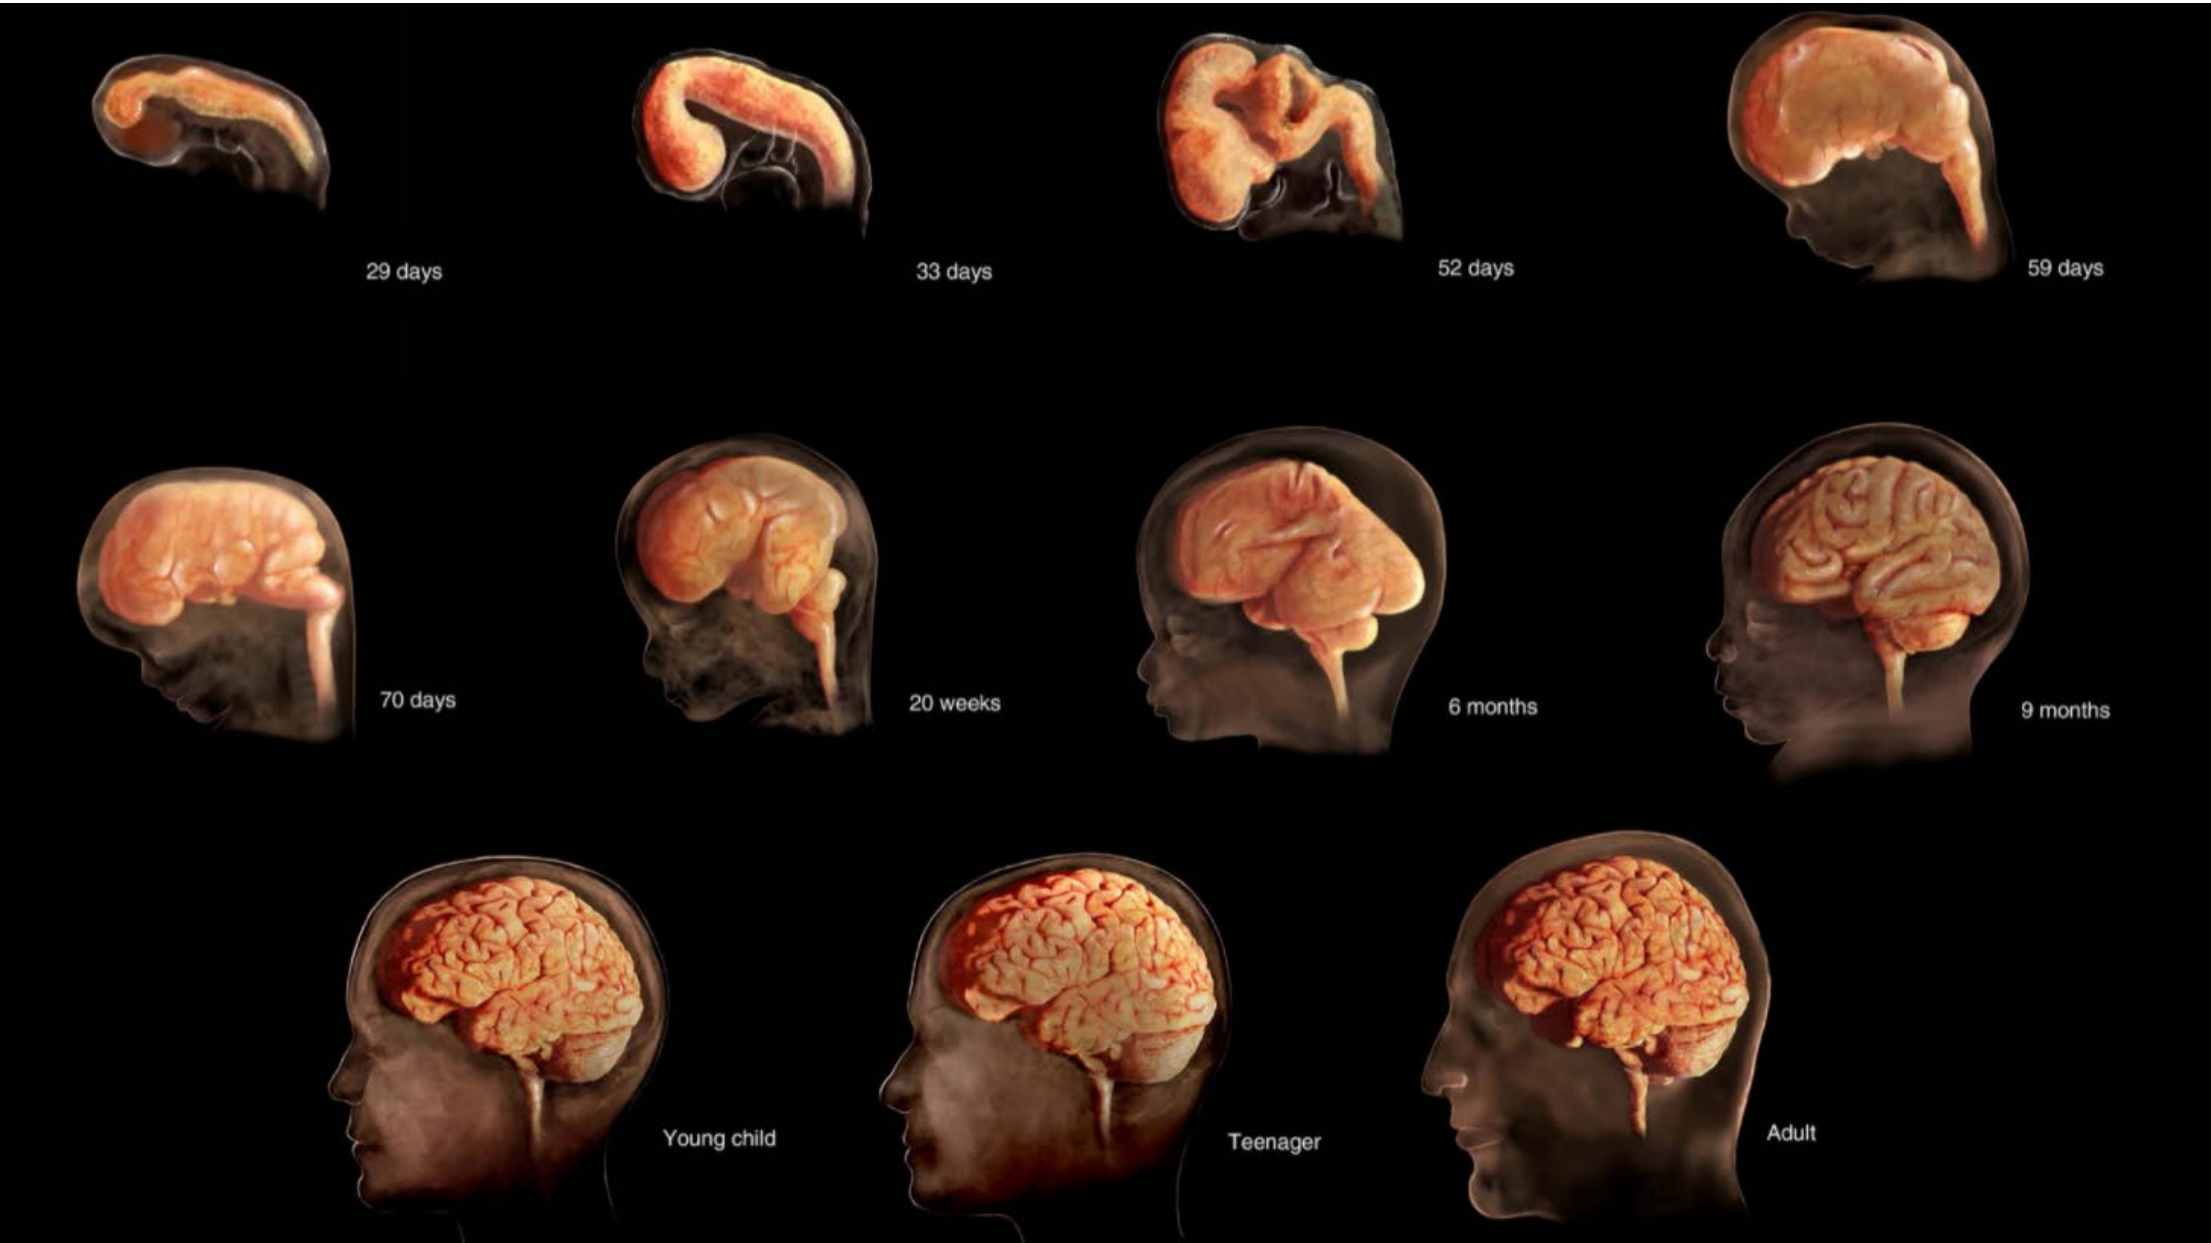 29 days
33 days
52 days
59 days
70 days
20 weeks
6 months
9 months
Young child
Teenager
Adult